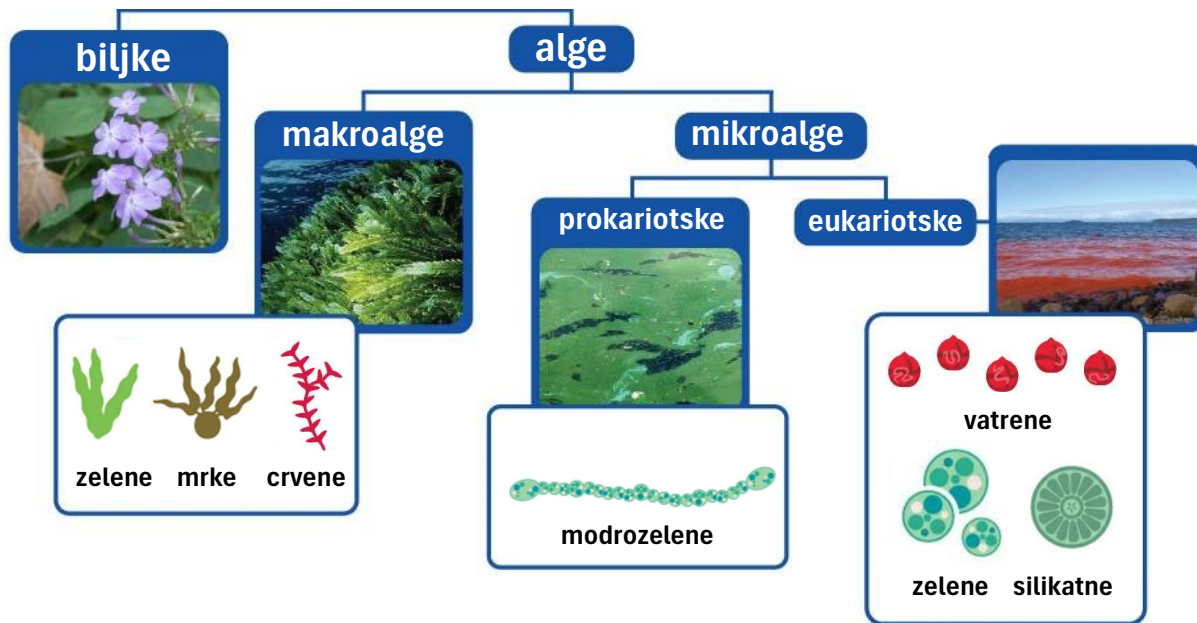 biljke
alge
makroalge
mikroalge
prokariotske
eukariotske
zelene mrke crvene
modrozelene
vatrene
zelene silikatne